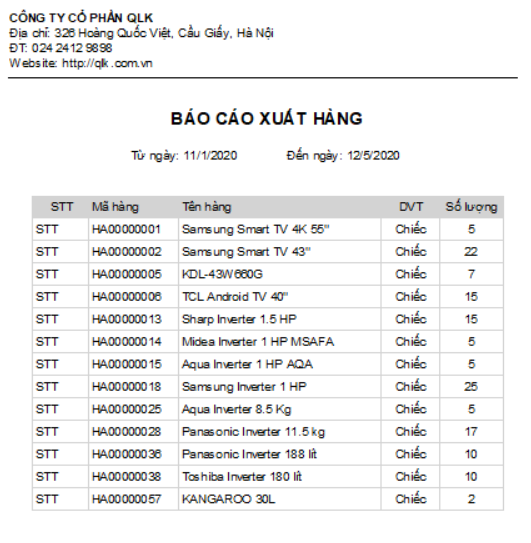 CÔNG TY CỔ PHẦN QLK
Địa chỉ: 326 Hoàng Quốc Việt, Cầu Giấy, Hà Nội
ĐT: 024 2412 9898
Website: http://qlk.com.vn
BÁO CÁO XUẤT HÀNG
Từ ngày: 11/1/2020 Đến ngày: 12/5/2020
STT Mã hàng Tên hàng DVT Số lượng
STT HA00000001 Samsung Smart TV 4K 55" Chiếc 5
STT HA00000002 Samsung Smart TV 43" Chiếc 22
STT HA00000005 KDL-43W660G Chiếc 7
STT HA00000006 TCL Android TV 40" Chiếc 15
STT HA00000013 Sharp Inverter 1.5 HP Chiếc 15
STT HA00000014 Midea Inverter 1 HP MSAFA Chiếc 5
STT HA00000015 Aqua Inverter 1 HP AQA Chiếc 5
STT HA00000018 Samsung Inverter 1 HP Chiếc 25
STT HA00000025 Aqua Inverter 8.5 Kg Chiếc 5
STT HA00000028 Panasonic Inverter 11.5 kg Chiếc 17
STT HA00000036 Panasonic Inverter 188 lít Chiếc 10
STT HA00000038 Toshiba Inverter 180 lít Chiếc 10
STT HA00000057 KANGAROO 30L Chiếc 2